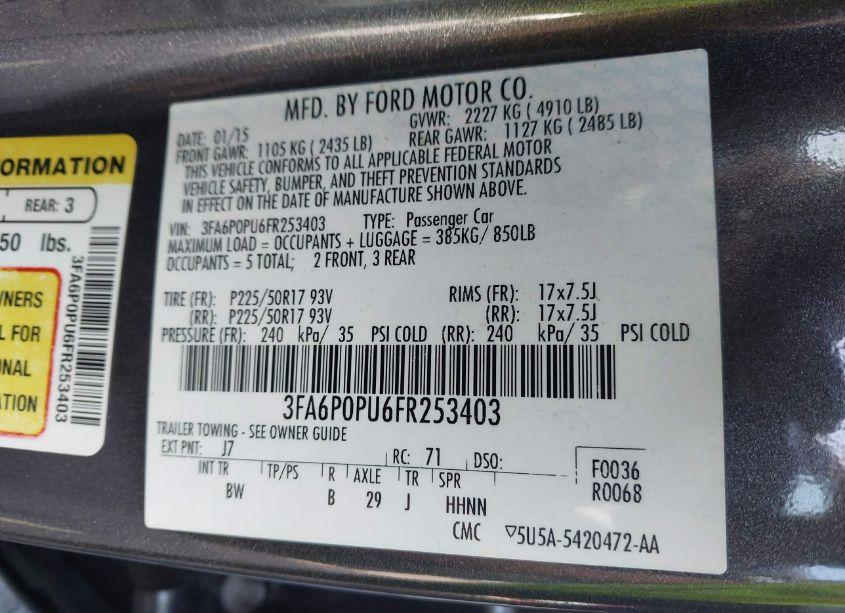 MFD. BY FORD MOTOR CO.
DATE: 01/15 GVWR: 2227 KG ( 4910 LB)
FRONT GAWR: 1105 KG ( 2435 LB) REAR GAWR: 1127 KG ( 2485 LB)
THIS VEHICLE CONFORMS TO ALL APPLICABLE FEDERAL MOTOR
VEHICLE SAFETY, BUMPER, AND THEFT PREVENTION STANDARDS
IN EFFECT ON THE DATE OF MANUFACTURE SHOWN ABOVE.
VIN: 3FA6P0PU6FR253403 TYPE: Passenger Car
MAXIMUM LOAD = OCCUPANTS + LUGGAGE = 385KG/ 850LB
OCCUPANTS = 5 TOTAL; 2 FRONT, 3 REAR
TIRE (FR): P225/50R17 93V RIMS (FR): 17x7.5J
(RR): P225/50R17 93V (RR): 17x7.5J
PRESSURE (FR): 240 kPa/ 35 PSI COLD (RR): 240 kPa/ 35 PSI COLD
3FA6P0PU6FR253403
TRAILER TOWING - SEE OWNER GUIDE
EXT PNT: J7 RC: 71 DSO:
INT TR TP/PS R AXLE TR SPR F0036
BW B 29 J HHNN R0068
CMC ▽5U5A-5420472-AA
ORMATION
REAR: 3
50 lbs.
3FA6P0PU6FR253403
WNERS
L FOR
ONAL
ATION